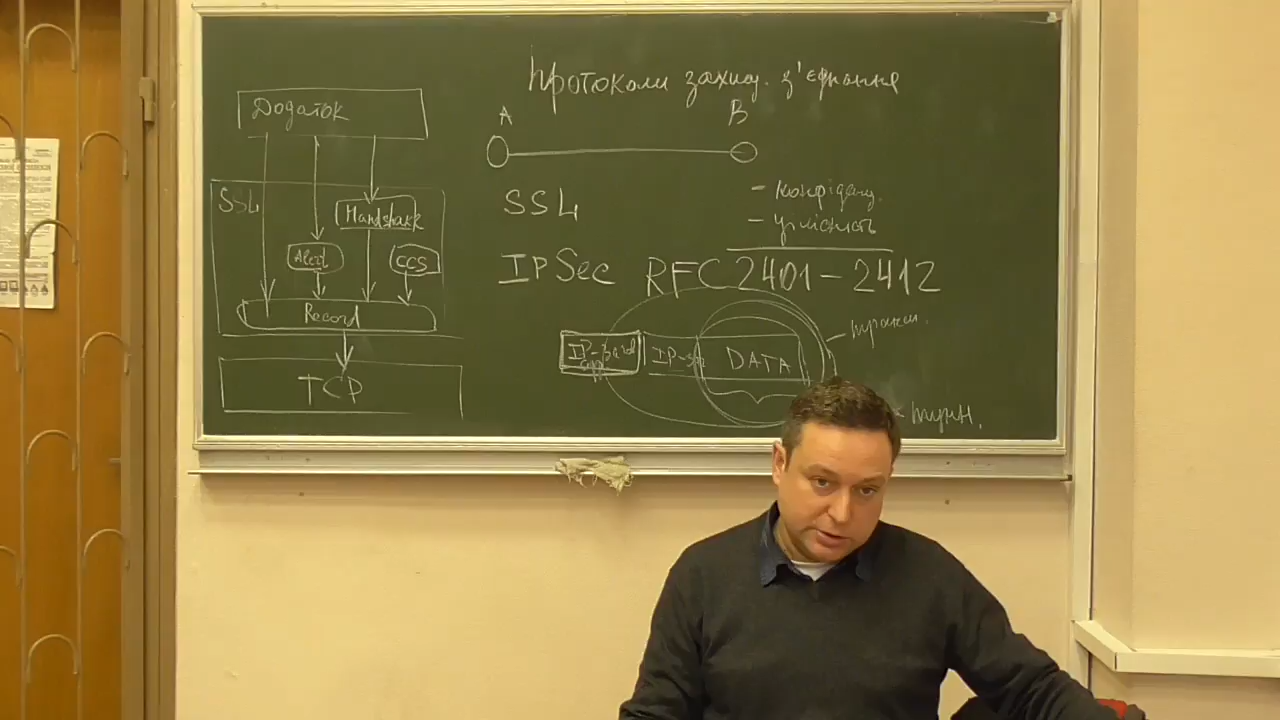 Протоколи захищ. з'єднання
A B
Додаток
SSL
Handshake
Alert
CCS
Record
TCP
SSL
- конфіденц.
- цілісність
IPSec RFC 2401-2412
DATA
- трансп.
- тунн.